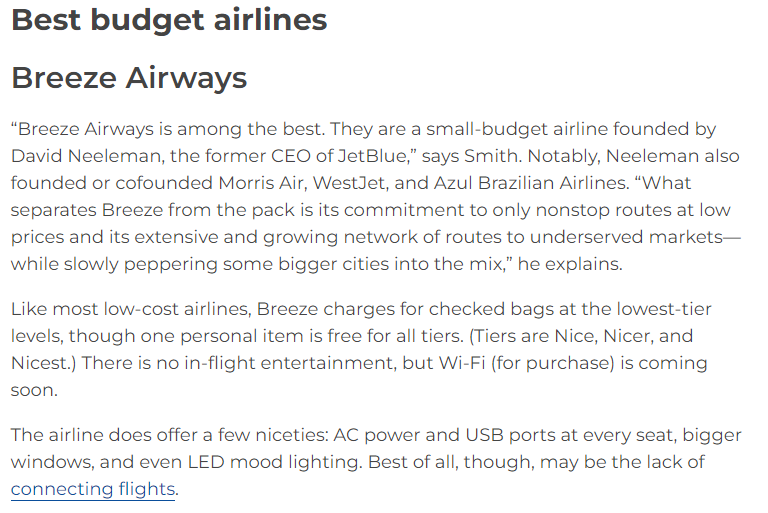 Best budget airlines
Breeze Airways
“Breeze Airways is among the best. They are a small-budget airline founded by
David Neeleman, the former CEO of JetBlue,” says Smith. Notably, Neeleman also
founded or cofounded Morris Air, WestJet, and Azul Brazilian Airlines. “What
separates Breeze from the pack is its commitment to only nonstop routes at low
prices and its extensive and growing network of routes to underserved markets—
while slowly peppering some bigger cities into the mix,” he explains.
Like most low-cost airlines, Breeze charges for checked bags at the lowest-tier
levels, though one personal item is free for all tiers. (Tiers are Nice, Nicer, and
Nicest.) There is no in-flight entertainment, but Wi-Fi (for purchase) is coming
soon.
The airline does offer a few niceties: AC power and USB ports at every seat, bigger
windows, and even LED mood lighting. Best of all, though, may be the lack of
connecting flights.